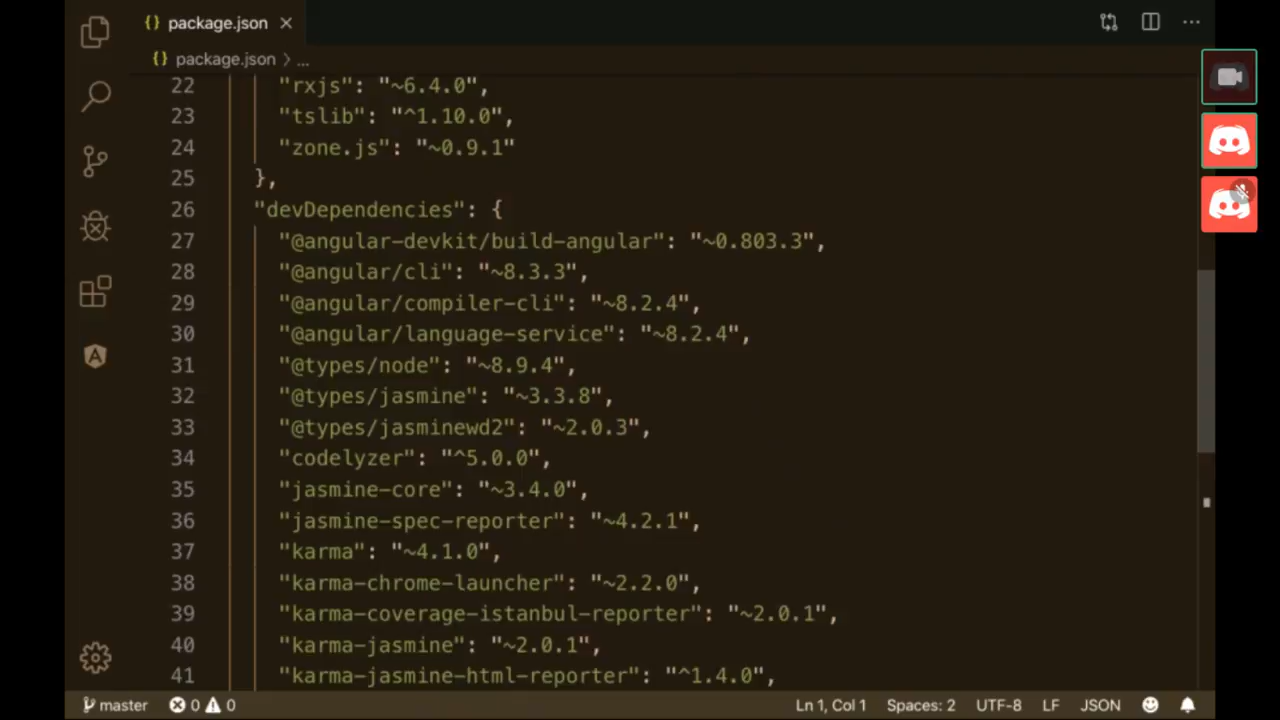 {} package.json ×
{} package.json > ...
22 "rxjs": "~6.4.0",
23 "tslib": "^1.10.0",
24 "zone.js": "~0.9.1"
25 },
26 "devDependencies": {
27 "@angular-devkit/build-angular": "~0.803.3",
28 "@angular/cli": "~8.3.3",
29 "@angular/compiler-cli": "~8.2.4",
30 "@angular/language-service": "~8.2.4",
31 "@types/node": "~8.9.4",
32 "@types/jasmine": "~3.3.8",
33 "@types/jasminewd2": "~2.0.3",
34 "codelyzer": "^5.0.0",
35 "jasmine-core": "~3.4.0",
36 "jasmine-spec-reporter": "~4.2.1",
37 "karma": "~4.1.0",
38 "karma-chrome-launcher": "~2.2.0",
39 "karma-coverage-istanbul-reporter": "~2.0.1",
40 "karma-jasmine": "~2.0.1",
41 "karma-jasmine-html-reporter": "^1.4.0",
master 0 0 Ln 1, Col 1 Spaces: 2 UTF-8 LF JSON